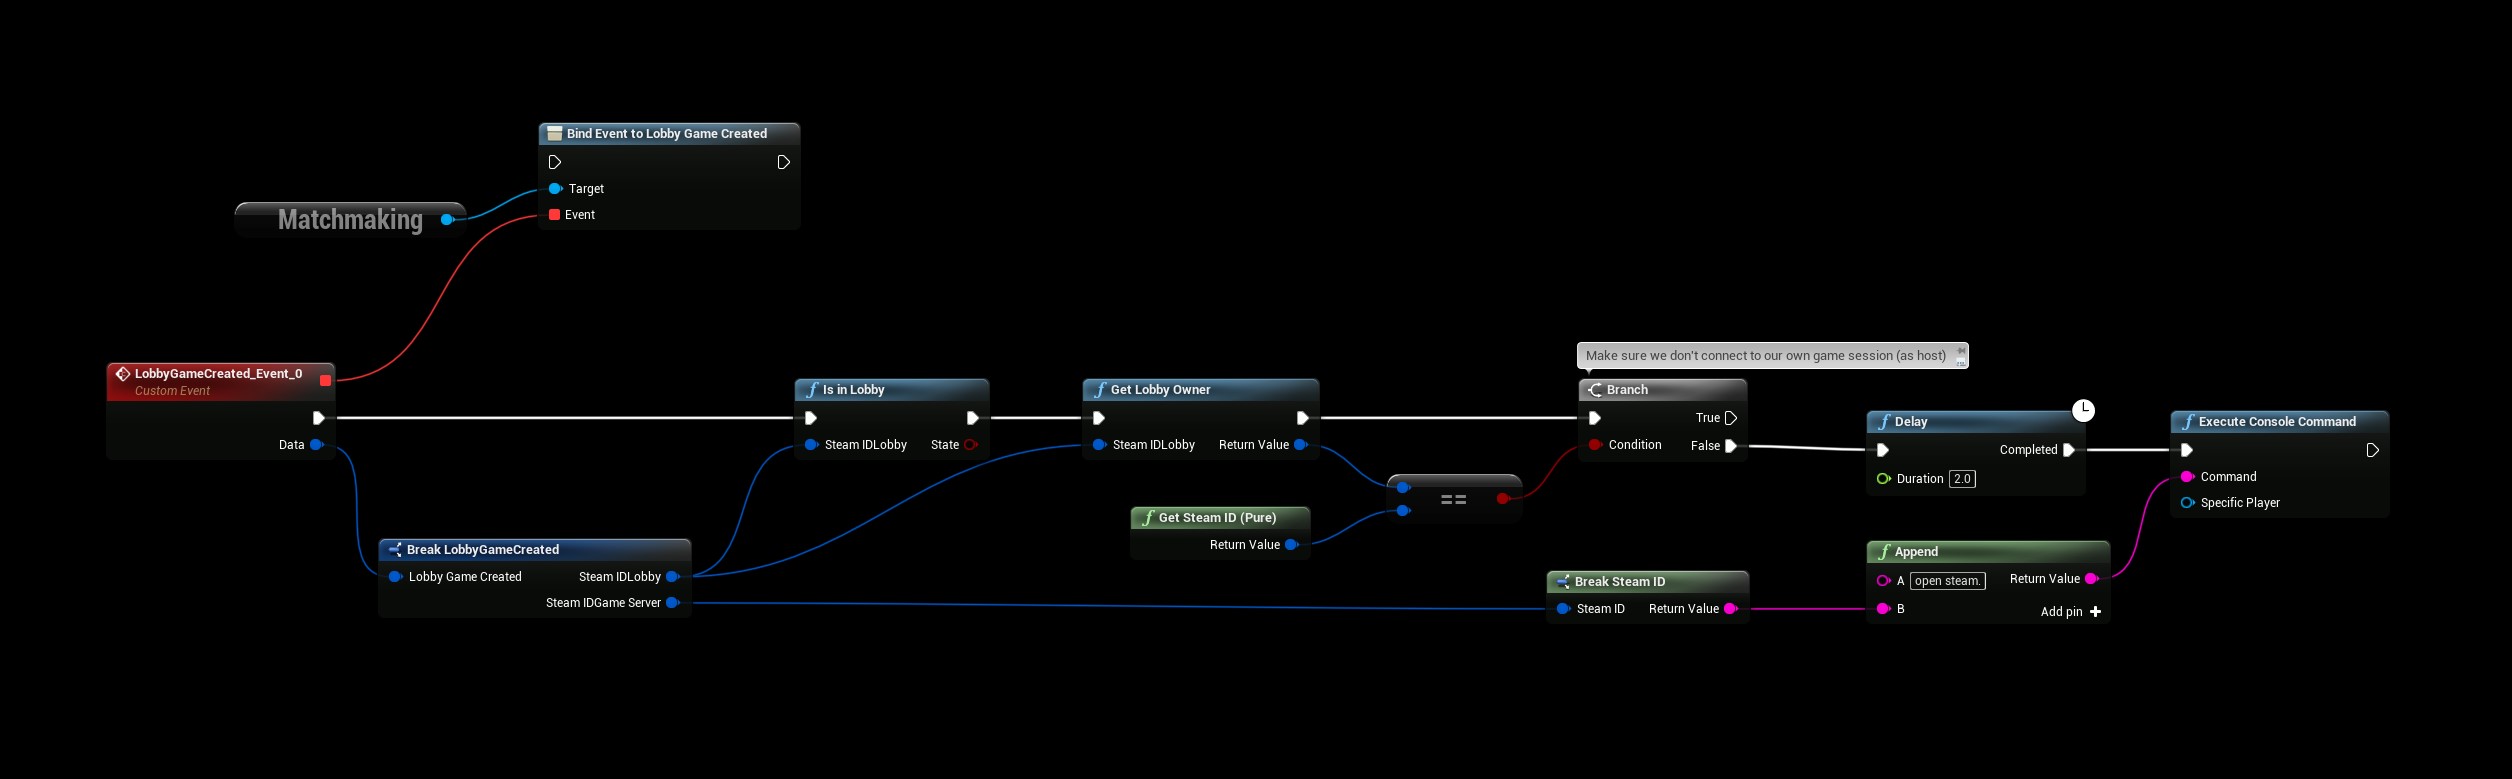 Bind Event to Lobby Game Created
Target
Event
Matchmaking
LobbyGameCreated_Event_0
Custom Event
Data
Break LobbyGameCreated
Lobby Game Created
Steam IDLobby
Steam IDGame Server
Is in Lobby
Steam IDLobby
State
Get Lobby Owner
Steam IDLobby
Return Value
Get Steam ID (Pure)
Return Value
==
Make sure we don't connect to our own game session (as host)
Branch
True
Condition
False
Break Steam ID
Steam ID
Return Value
Delay
Completed
Duration 2.0
Append
A open steam.
Return Value
B
Add pin +
Execute Console Command
Command
Specific Player